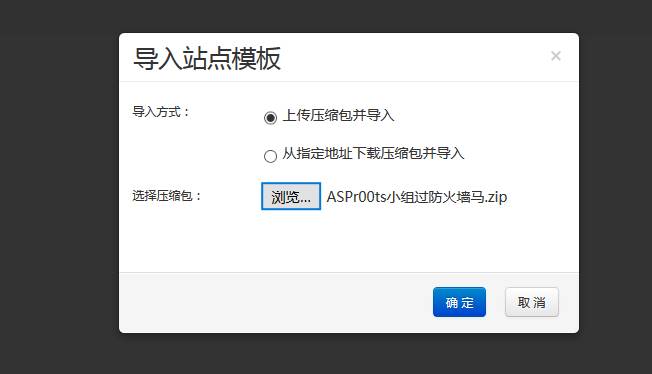 导入站点模板
×
导入方式：
上传压缩包并导入
从指定地址下载压缩包并导入
选择压缩包：
浏览... ASPr00ts小组过防火墙马.zip
确 定 取 消